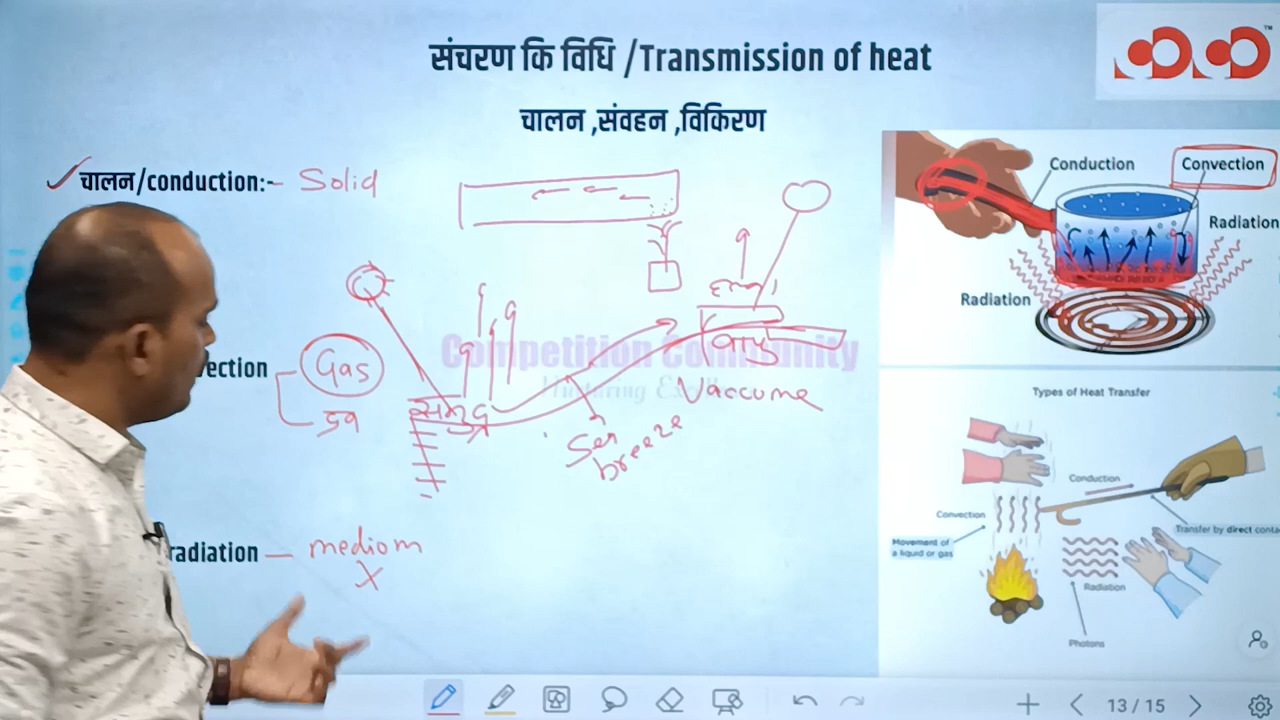 संचरण कि विधि /Transmission of heat
चालन ,संवहन ,विकिरण
चालन/conduction:- Solid
Conduction
Convection
Radiation
Radiation
vection
Gas
द्रव
समुद्र
वायु
Vaccume
Sea breeze
Competition Community
Types of Heat Transfer
Conduction
Convection
Transfer by direct conta
Movement of
a liquid or gas
Radiation
Photons
radiation — mediom
X
13 / 15